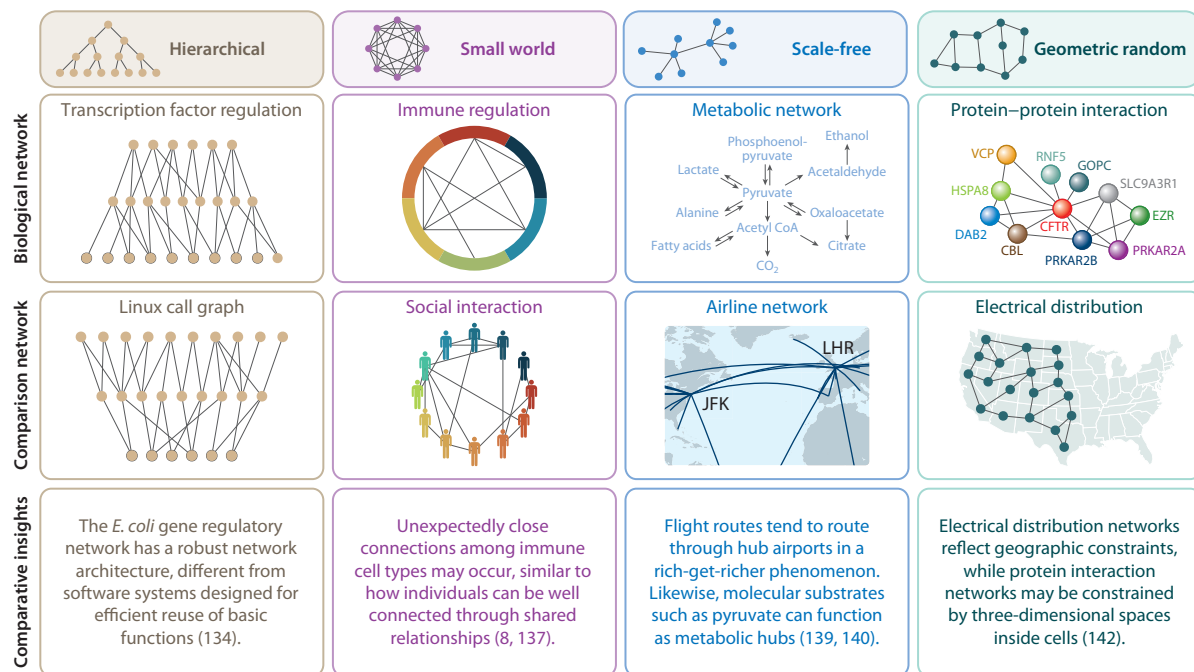 Hierarchical
Small world
Scale-free
Geometric random
Biological network
Transcription factor regulation
Immune regulation
Metabolic network
Phosphoenol-
pyruvate
Ethanol
Lactate
Acetaldehyde
Pyruvate
Alanine
Oxaloacetate
Acetyl CoA
Fatty acids
Citrate
CO₂
Protein–protein interaction
VCP
RNF5
GOPC
SLC9A3R1
HSPA8
EZR
DAB2
CFTR
CBL
PRKAR2B
PRKAR2A
Comparison network
Linux call graph
Social interaction
Airline network
LHR
JFK
Electrical distribution
Comparative insights
The E. coli gene regulatory
network has a robust network
architecture, different from
software systems designed for
efficient reuse of basic
functions (134).
Unexpectedly close
connections among immune
cell types may occur, similar to
how individuals can be well
connected through shared
relationships (8, 137).
Flight routes tend to route
through hub airports in a
rich-get-richer phenomenon.
Likewise, molecular substrates
such as pyruvate can function
as metabolic hubs (139, 140).
Electrical distribution networks
reflect geographic constraints,
while protein interaction
networks may be constrained
by three-dimensional spaces
inside cells (142).